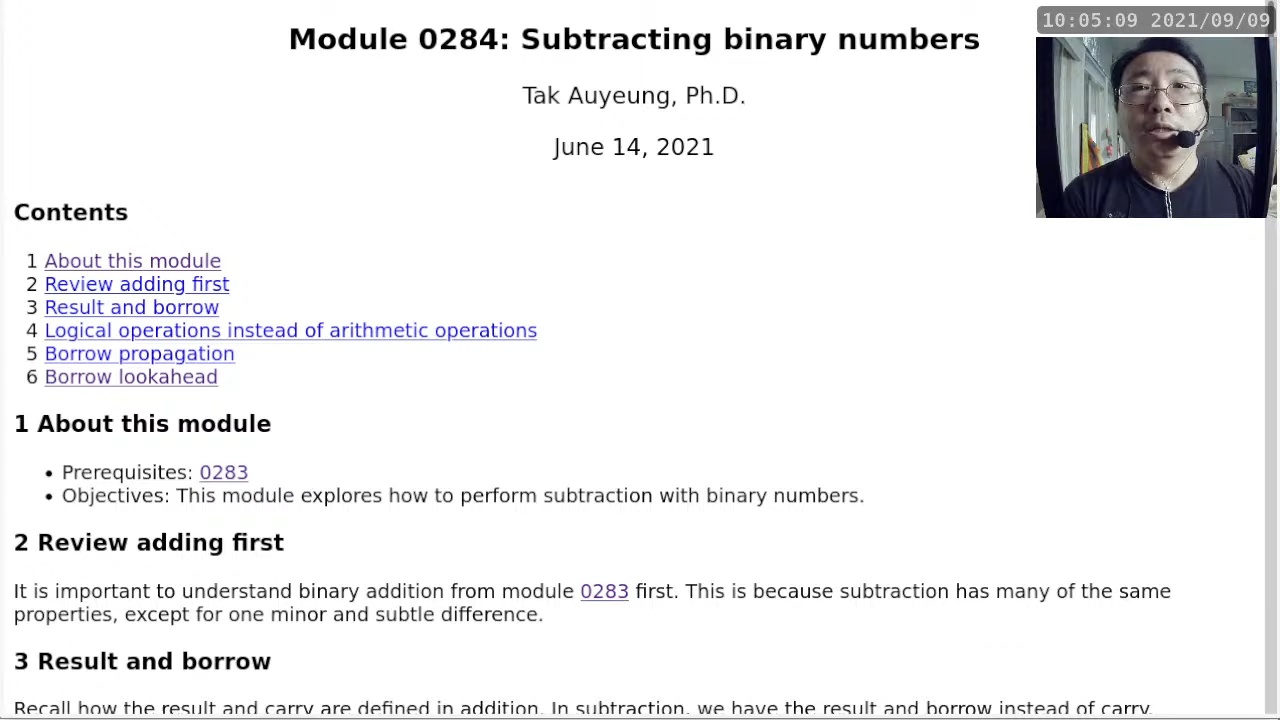 10:05:09 2021/09/09
Module 0284: Subtracting binary numbers
Tak Auyeung, Ph.D.
June 14, 2021
Contents
1 About this module
2 Review adding first
3 Result and borrow
4 Logical operations instead of arithmetic operations
5 Borrow propagation
6 Borrow lookahead
1 About this module
• Prerequisites: 0283
• Objectives: This module explores how to perform subtraction with binary numbers.
2 Review adding first
It is important to understand binary addition from module 0283 first. This is because subtraction has many of the same
properties, except for one minor and subtle difference.
3 Result and borrow
Recall how the result and carry are defined in addition. In subtraction, we have the result and borrow instead of carry.